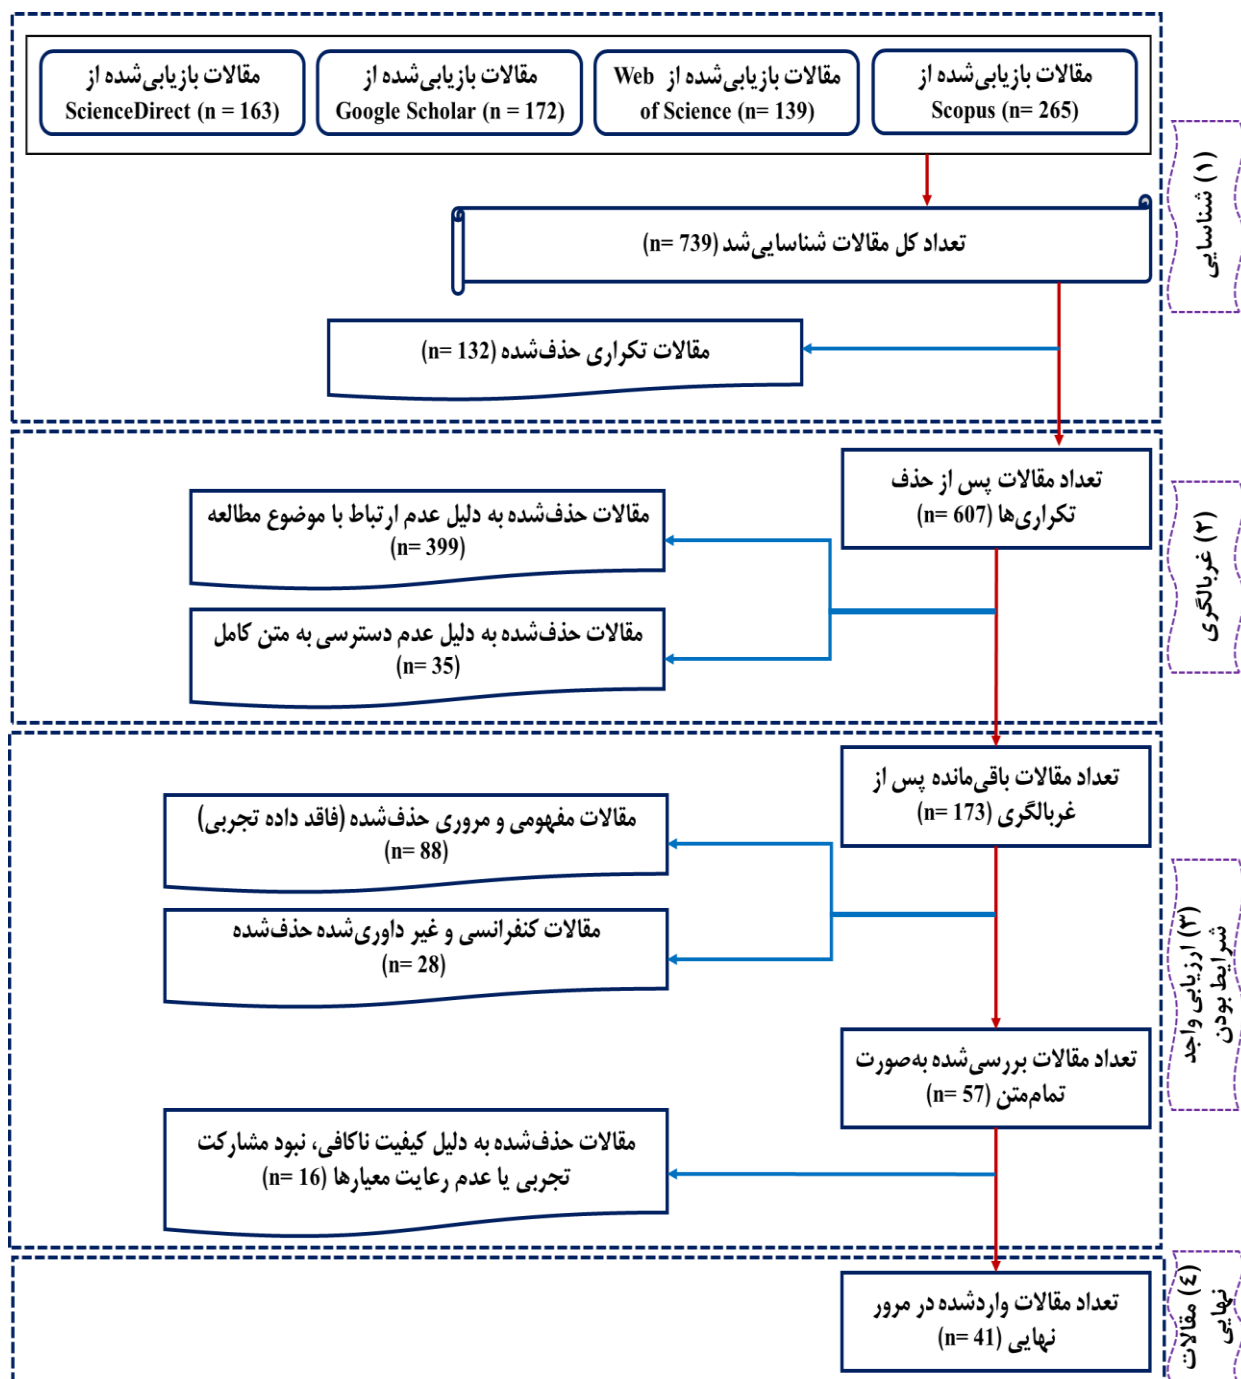 مقالات بازیابی‌شده از
Scopus (n= 265)
مقالات بازیابی‌شده از Web
of Science (n= 139)
مقالات بازیابی‌شده از
Google Scholar (n = 172)
مقالات بازیابی‌شده از
ScienceDirect (n = 163)
(۱) شناسایی
تعداد کل مقالات شناسایی‌شد (n= 739)
مقالات تکراری حذف‌شده (n= 132)
(۲) غربالگری
تعداد مقالات پس از حذف
تکراری‌ها (n= 607)
مقالات حذف‌شده به دلیل عدم ارتباط با موضوع مطالعه
(n= 399)
مقالات حذف‌شده به دلیل عدم دسترسی به متن کامل
(n= 35)
(۳) ارزیابی واجد
شرایط بودن
تعداد مقالات باقی‌مانده پس از
غربالگری (n= 173)
مقالات مفهومی و مروری حذف‌شده (فاقد داده تجربی)
(n= 88)
مقالات کنفرانسی و غیر داوری‌شده حذف‌شده
(n= 28)
تعداد مقالات بررسی‌شده به‌صورت
تمام‌متن (n= 57)
مقالات حذف‌شده به دلیل کیفیت ناکافی، نبود مشارکت
تجربی یا عدم رعایت معیارها (n= 16)
(٤) مقالات
نهایی
تعداد مقالات واردشده در مرور
نهایی (n= 41)